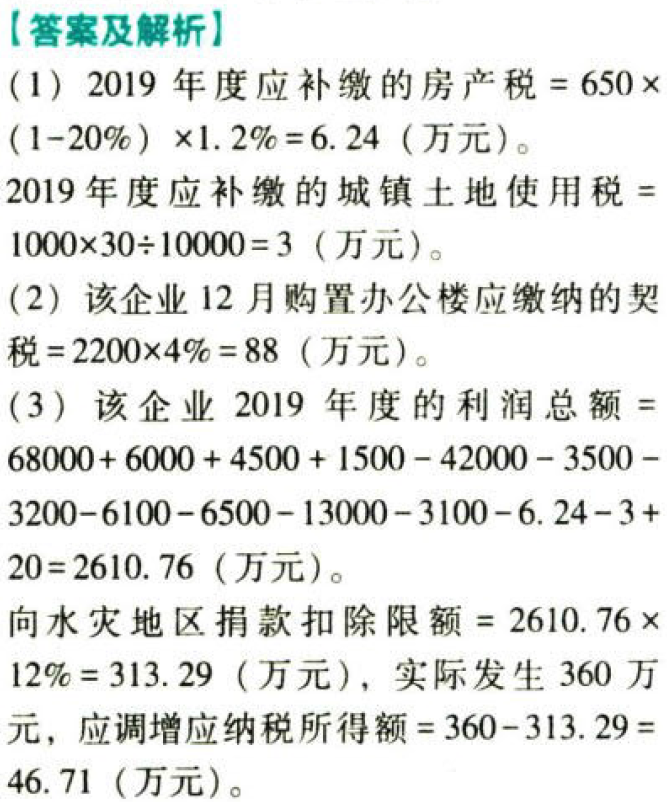 【答案及解析】
(1) 2019 年度应补缴的房产税 = 650 ×
(1-20%) ×1.2% = 6.24 (万元)。
2019 年度应补缴的城镇土地使用税 =
1000×30÷10000 = 3 (万元)。
(2) 该企业 12 月购置办公楼应缴纳的契
税 = 2200×4% = 88 (万元)。
(3) 该企业 2019 年度的利润总额 =
68000 + 6000 + 4500 + 1500 - 42000 - 3500 -
3200-6100-6500-13000-3100-6.24-3+
20 = 2610.76 (万元)。
向水灾地区捐款扣除限额 = 2610.76 ×
12% = 313.29 (万元), 实际发生 360 万
元, 应调增应纳税所得额 = 360-313.29 =
46.71 (万元)。